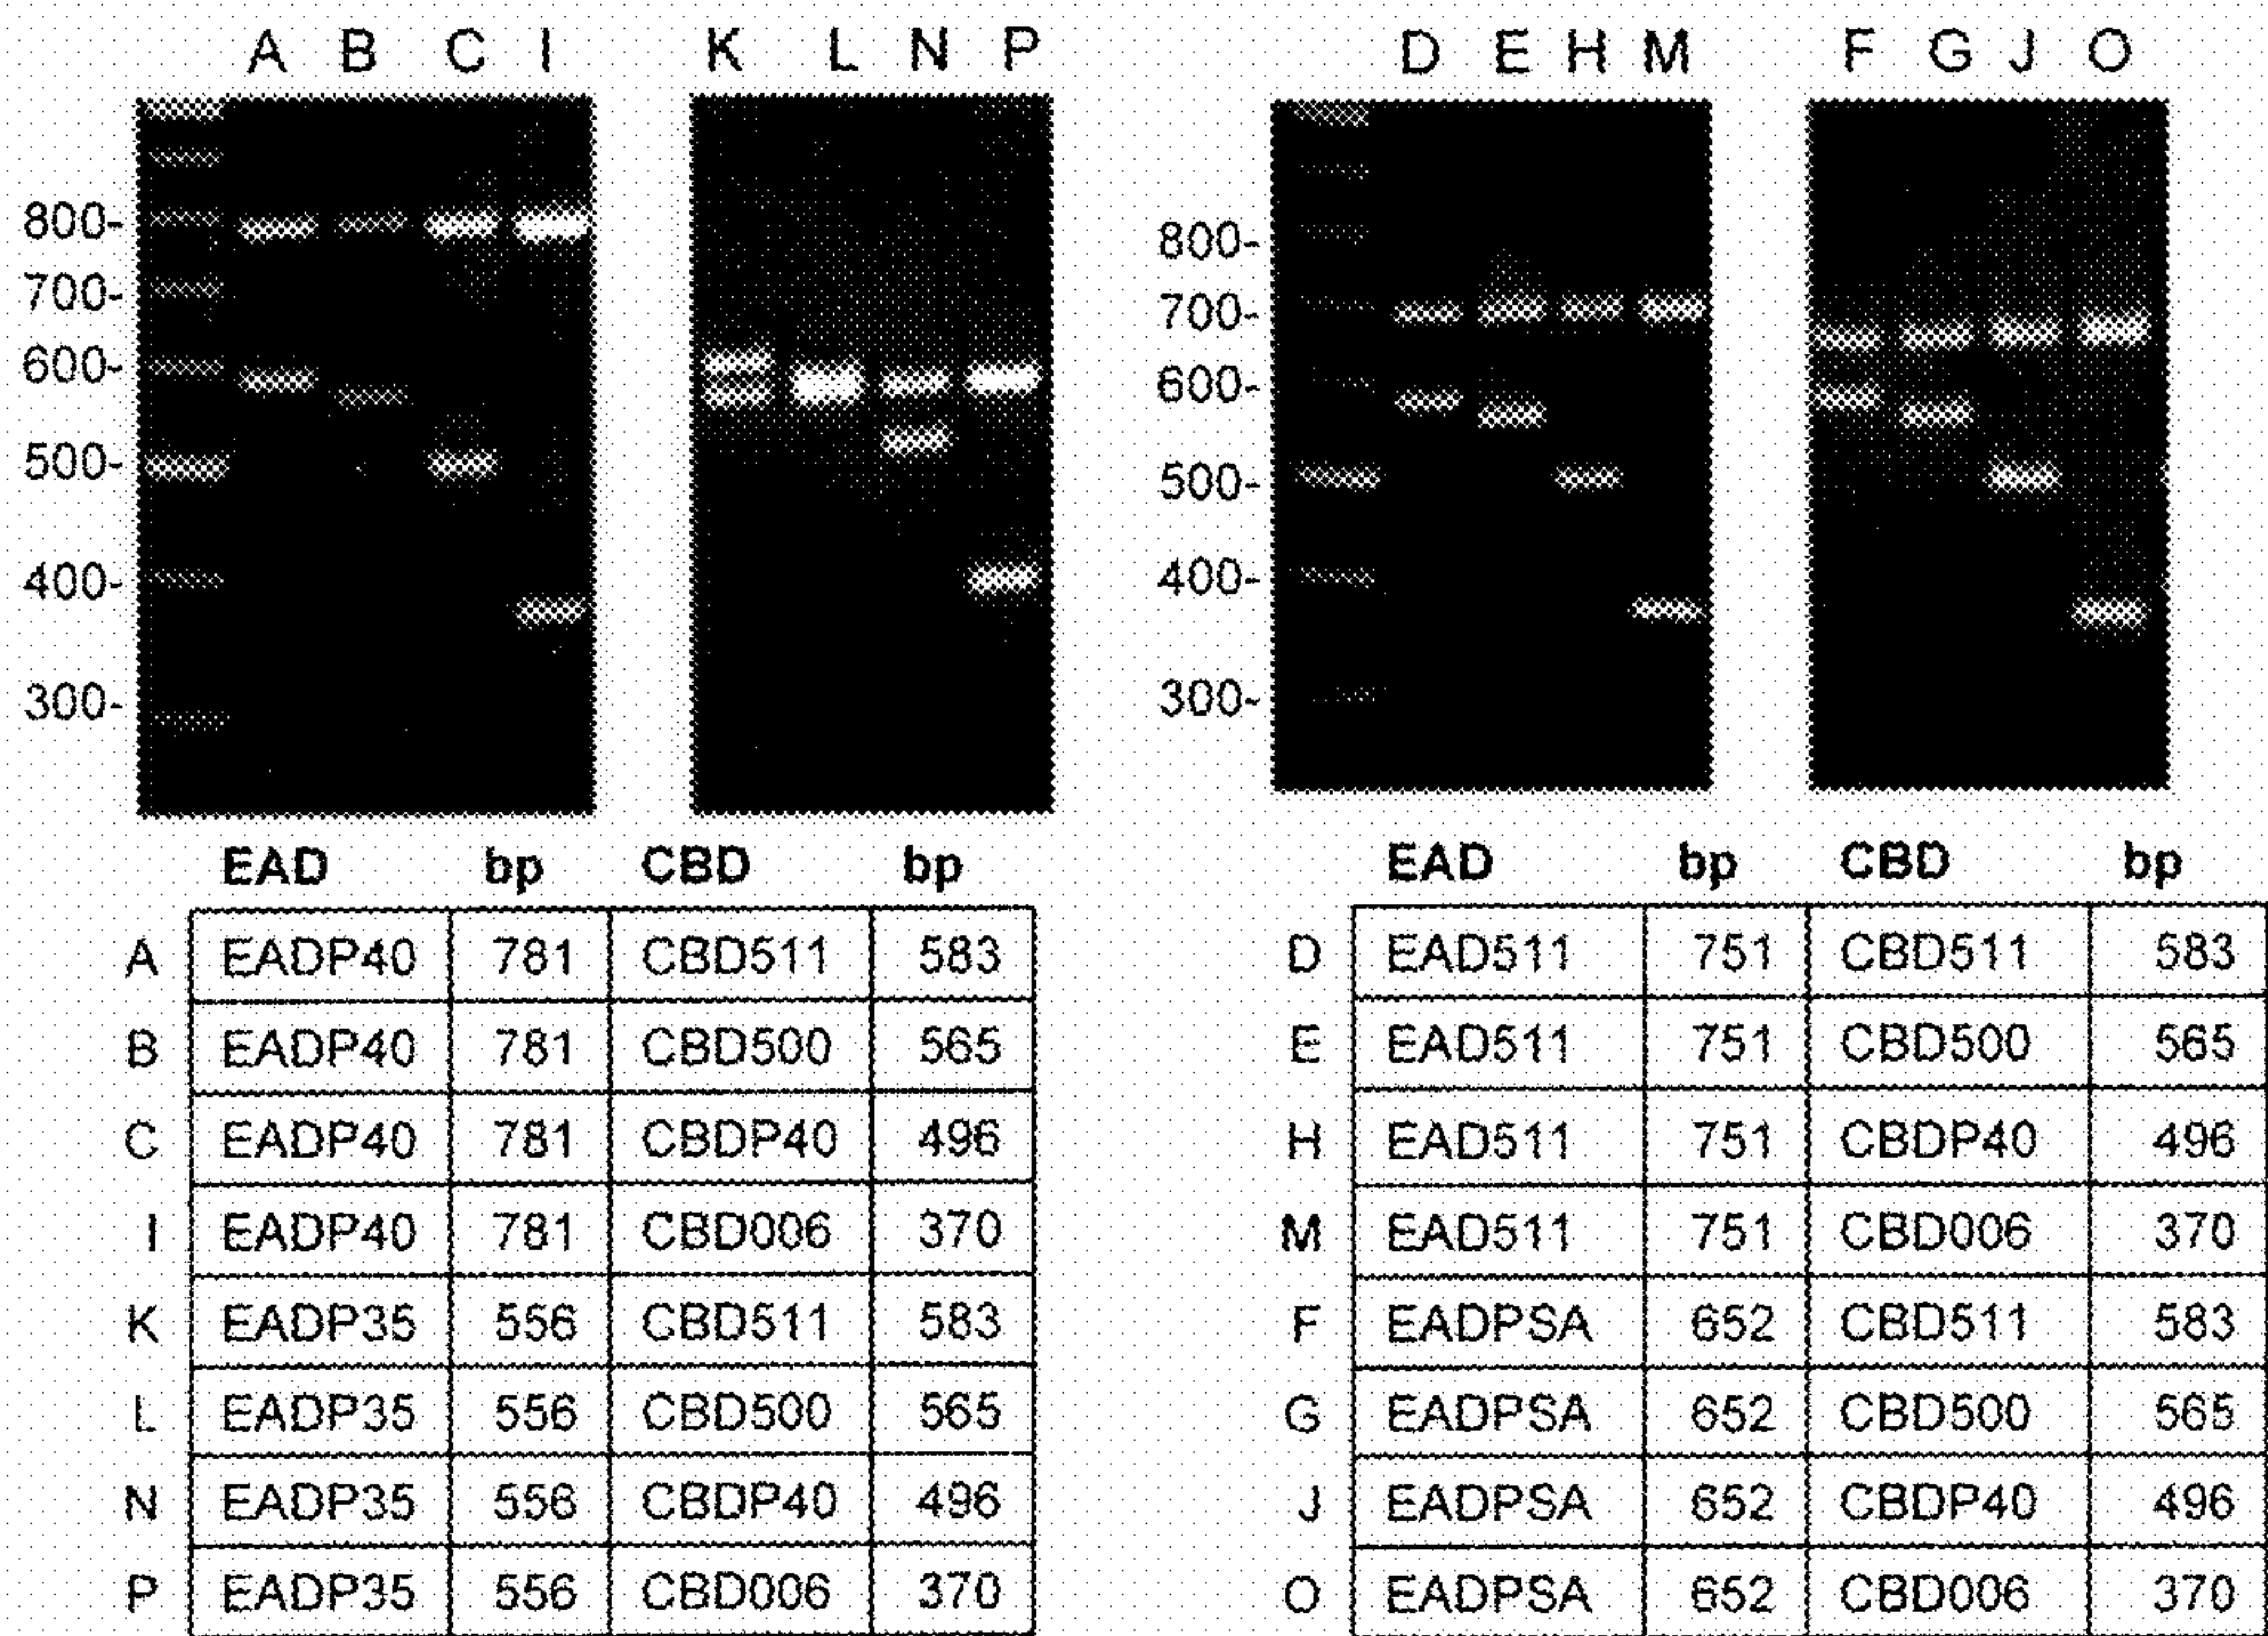 A B C I K L N P D E H M F G J O
800- 800-
700- 700-
600- 600-
500- 500-
400- 400-
300- 300-
EAD bp CBD bp
A EADP40 781 CBD511 583
B EADP40 781 CBD500 565
C EADP40 781 CBDP40 496
I EADP40 781 CBD006 370
K EADP35 556 CBD511 583
L EADP35 556 CBD500 565
N EADP35 556 CBDP40 496
P EADP35 556 CBD006 370
EAD bp CBD bp
D EAD511 751 CBD511 583
E EAD511 751 CBD500 565
H EAD511 751 CBDP40 496
M EAD511 751 CBD006 370
F EADPSA 652 CBD511 583
G EADPSA 652 CBD500 565
J EADPSA 652 CBDP40 496
O EADPSA 652 CBD006 370